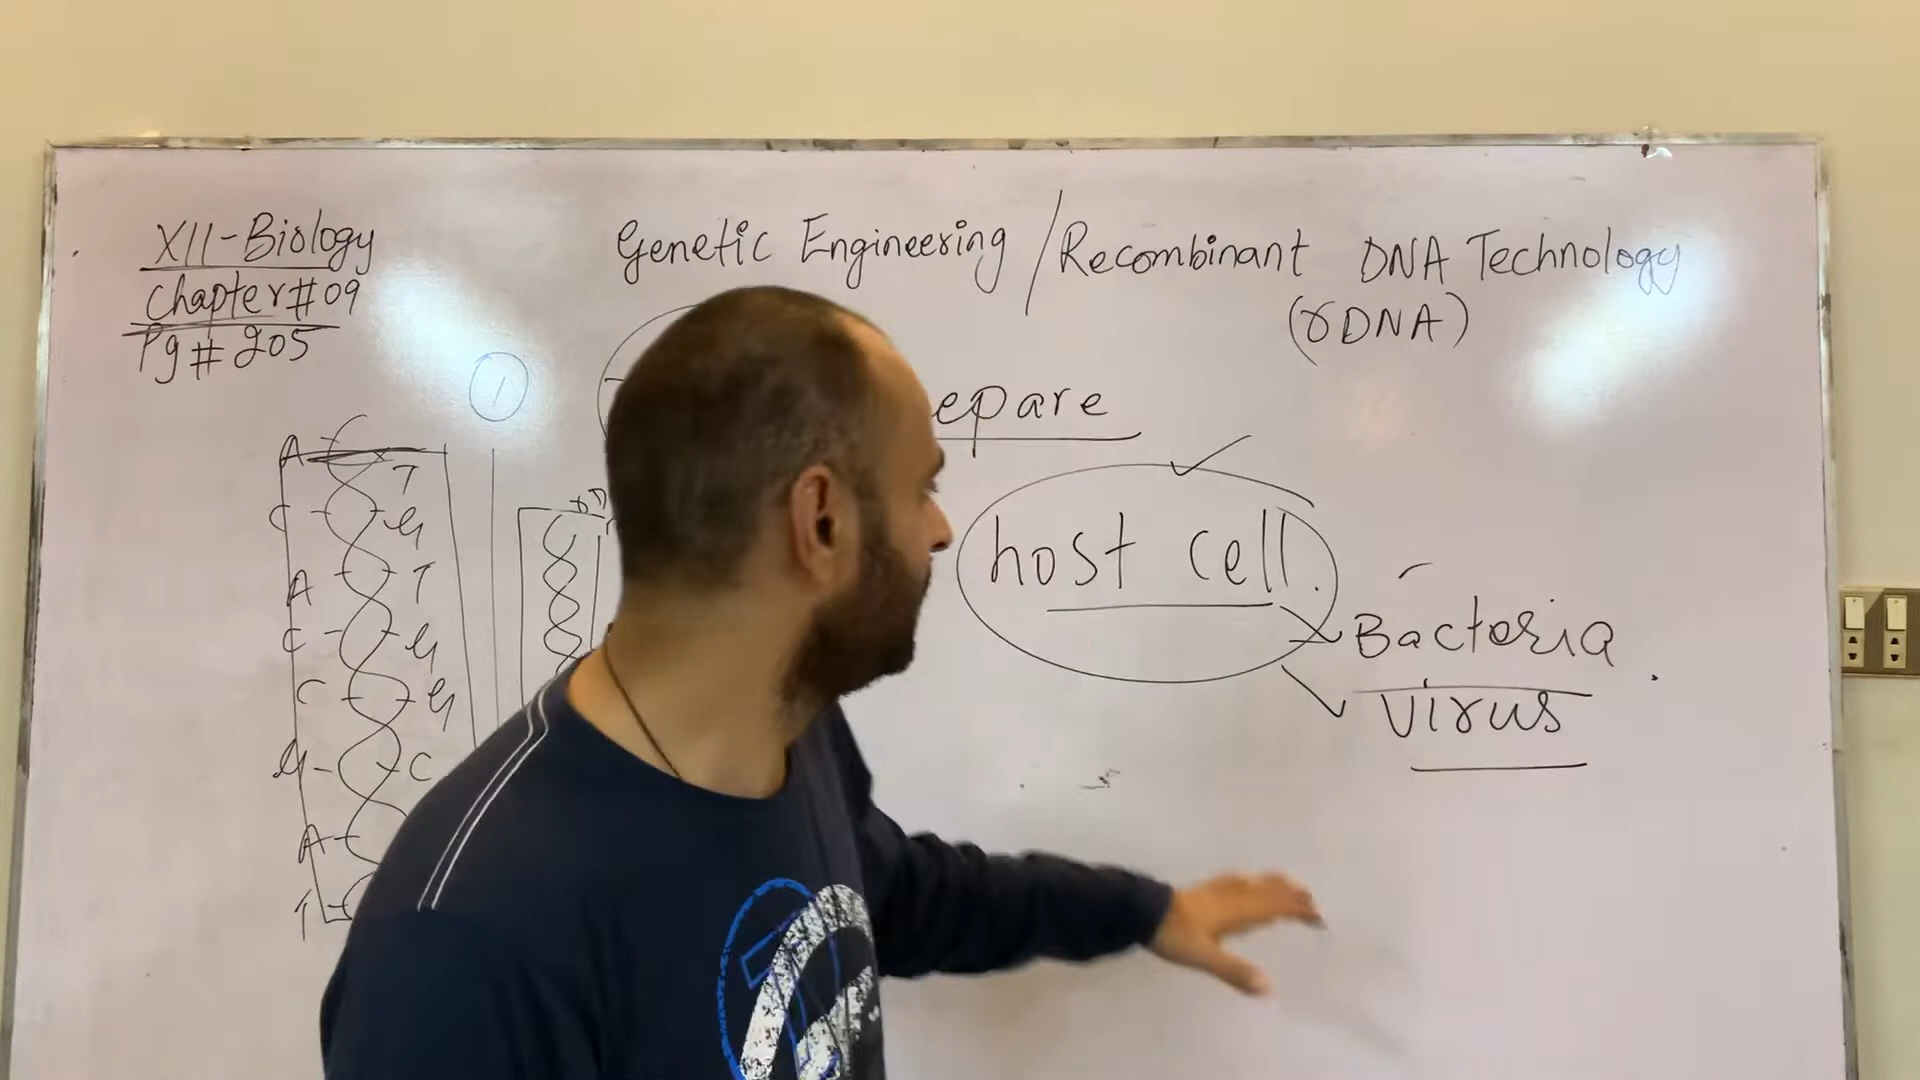 XII-Biology
Chapter #09
Pg # 205
Genetic Engineering / Recombinant DNA Technology
(rDNA)
1
epare
host cell.
Bacteria
Virus
A T
C G
A T
C G
C G
G C
A
T